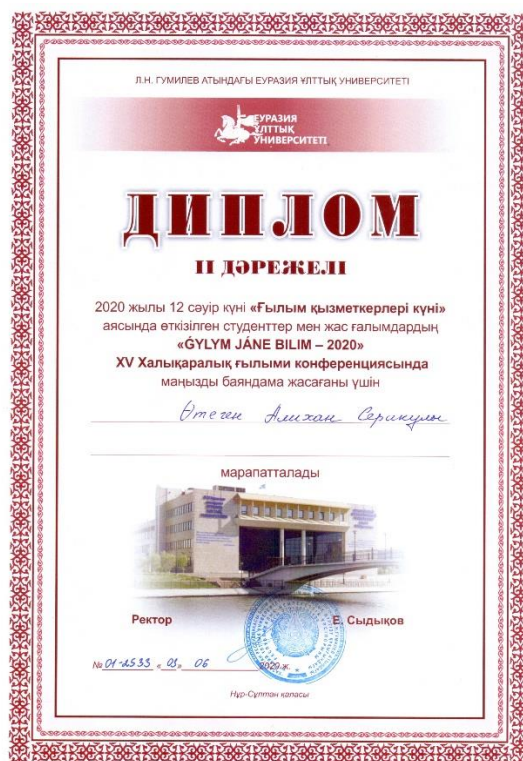 Л.Н. ГУМИЛЕВ АТЫНДАҒЫ ЕУРАЗИЯ ҰЛТТЫҚ УНИВЕРСИТЕТІ
ЕУРАЗИЯ
ҰЛТТЫҚ
УНИВЕРСИТЕТІ
ДИПЛОМ
II ДӘРЕЖЕЛІ
2020 жылы 12 сәуір күні «Ғылым қызметкерлері күні»
аясында өткізілген студенттер мен жас ғалымдардың
«ǴYLYM JÁNE BILIM – 2020»
XV Халықаралық ғылыми конференциясында
маңызды баяндама жасағаны үшін
Өтеген Алихан Серикулы
марапатталады
Ректор Е. Сыдықов
№ 01-2533 « 03 » 06 2020 ж.
Нұр-Сұлтан қаласы